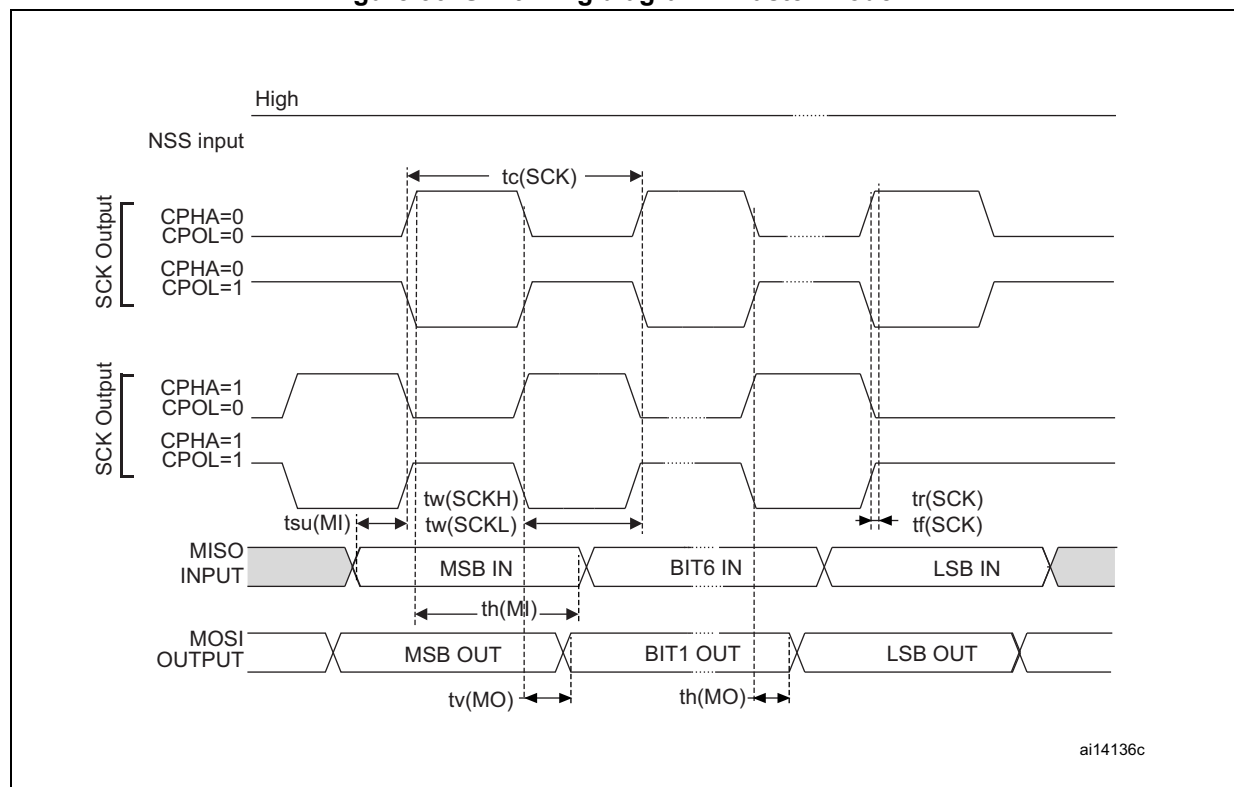 High
NSS input
tc(SCK)
SCK Output
CPHA=0
CPOL=0
CPHA=0
CPOL=1
SCK Output
CPHA=1
CPOL=0
CPHA=1
CPOL=1
tw(SCKH)
tw(SCKL)
tr(SCK)
tf(SCK)
tsu(MI)
MISO
INPUT
MSB IN
BIT6 IN
LSB IN
th(MI)
MOSI
OUTPUT
MSB OUT
BIT1 OUT
LSB OUT
tv(MO)
th(MO)
ai14136c